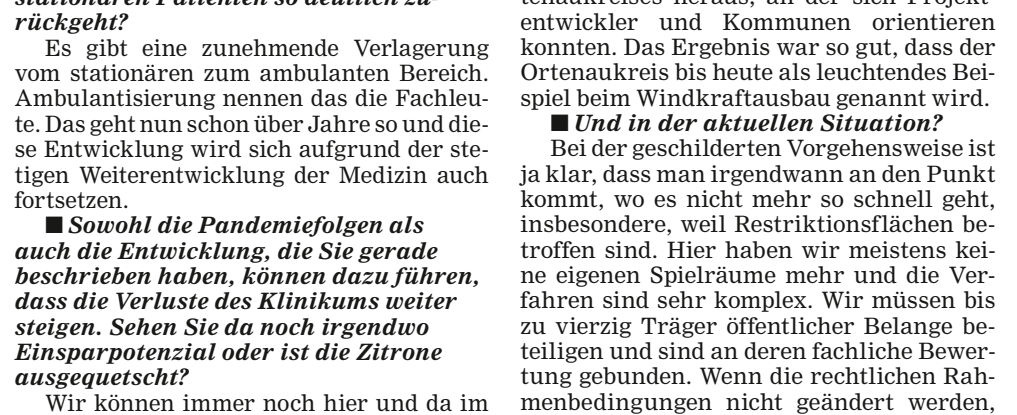 stationären Patienten so deutlich zu-
rückgeht?
Es gibt eine zunehmende Verlagerung
vom stationären zum ambulanten Bereich.
Ambulantisierung nennen das die Fachleu-
te. Das geht nun schon über Jahre so und die-
se Entwicklung wird sich aufgrund der ste-
tigen Weiterentwicklung der Medizin auch
fortsetzen.
■ Sowohl die Pandemiefolgen als
auch die Entwicklung, die Sie gerade
beschrieben haben, können dazu führen,
dass die Verluste des Klinikums weiter
steigen. Sehen Sie da noch irgendwo
Einsparpotenzial oder ist die Zitrone
ausgequetscht?
Wir können immer noch hier und da im
tenaukreises heraus, an der sich Projekt-
entwickler und Kommunen orientieren
konnten. Das Ergebnis war so gut, dass der
Ortenaukreis bis heute als leuchtendes Bei-
spiel beim Windkraftausbau genannt wird.
■ Und in der aktuellen Situation?
Bei der geschilderten Vorgehensweise ist
ja klar, dass man irgendwann an den Punkt
kommt, wo es nicht mehr so schnell geht,
insbesondere, weil Restriktionsflächen be-
troffen sind. Hier haben wir meistens kei-
ne eigenen Spielräume mehr und die Ver-
fahren sind sehr komplex. Wir müssen bis
zu vierzig Träger öffentlicher Belange be-
teiligen und sind an deren fachliche Bewer-
tung gebunden. Wenn die rechtlichen Rah-
menbedingungen nicht geändert werden,